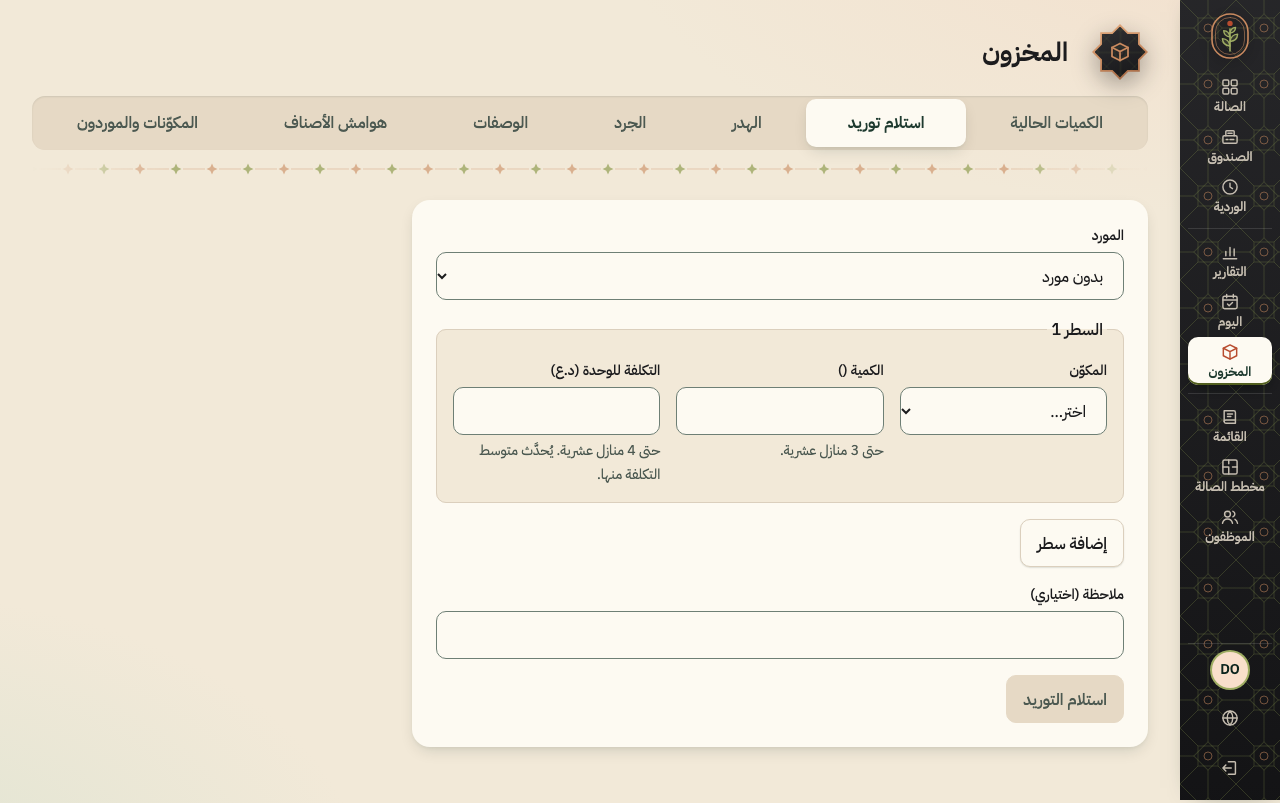 المخزون
الكميات الحالية
استلام توريد
الهدر
الجرد
الوصفات
هوامش الأصناف
المكوّنات والموردون
المورد
بدون مورد
السطر 1
المكوّن
الكمية ()
التكلفة للوحدة (د.ع)
اختر...
حتى 3 منازل عشرية.
حتى 4 منازل عشرية. يُحدَّث متوسط
التكلفة منها.
إضافة سطر
ملاحظة (اختياري)
استلام التوريد
الصالة
الصندوق
الوردية
التقارير
اليوم
المخزون
القائمة
مخطط الصالة
الموظفون
DO